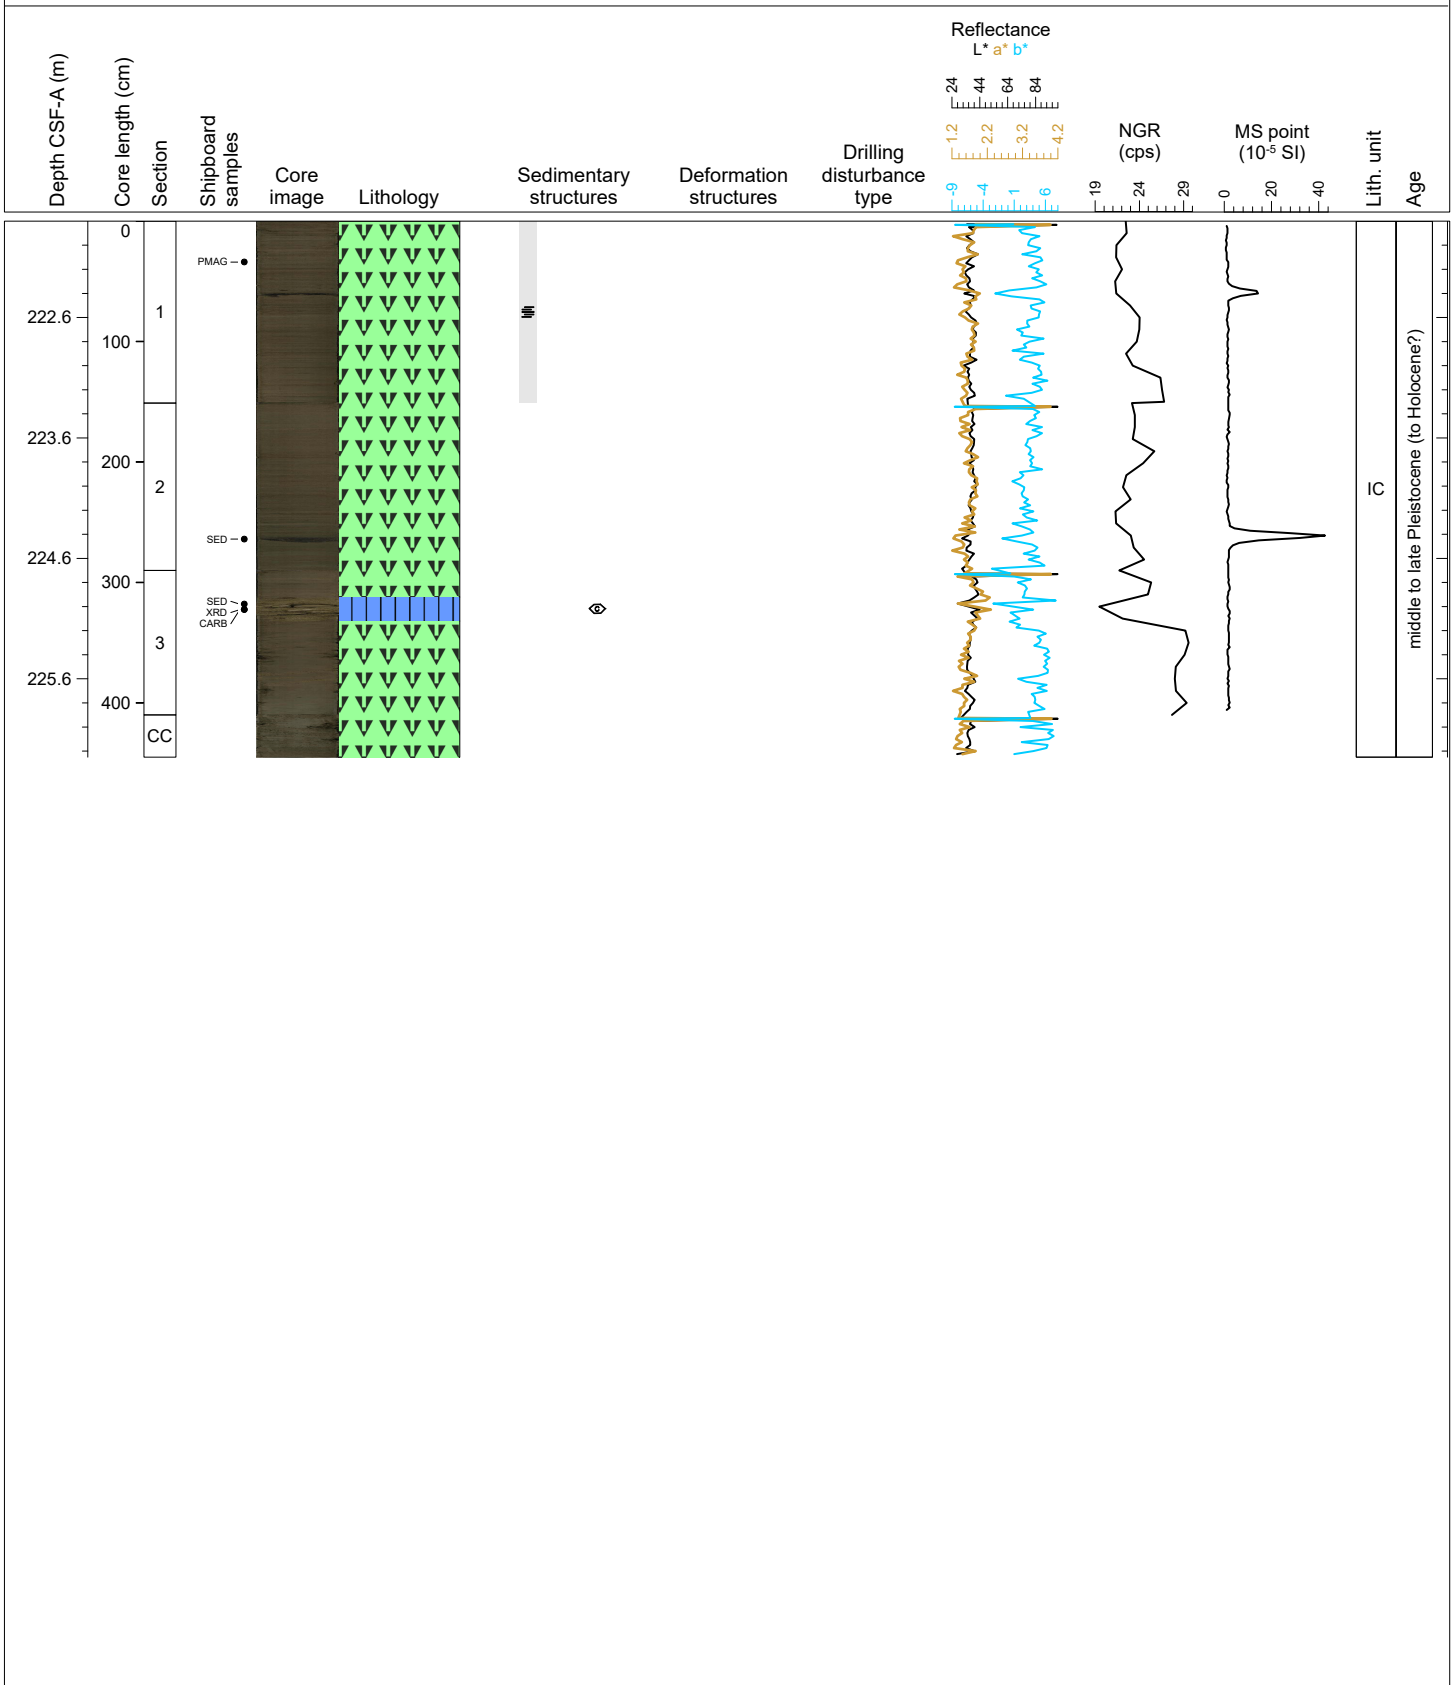 Reflectance
L* a* b*
24 44 64 84
1.2 2.2 3.2 4.2
-9 -4 1 6
Depth CSF-A (m)
Core length (cm)
Section
Shipboard
samples
Core
image
Lithology
Sedimentary
structures
Deformation
structures
Drilling
disturbance
type
NGR
(cps)
19 24 29
MS point
(10-5 SI)
0 20 40
Lith. unit
Age
0
PMAG
222.6
1
100
223.6
200
2
IC
middle to late Pleistocene (to Holocene?)
SED
224.6
300
SED
XRD
CARB
3
225.6
400
CC